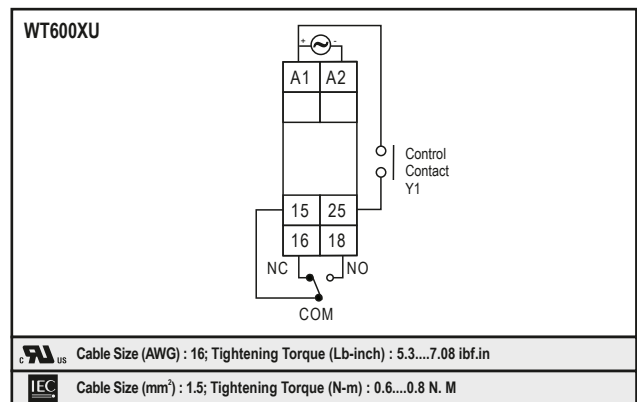 WT600XU
+ -
A1 A2
Control
Contact
Y1
15 25
16 18
NC NO
COM
c RU us Cable Size (AWG) : 16; Tightening Torque (Lb-inch) : 5.3....7.08 ibf.in
IEC Cable Size (mm²) : 1.5; Tightening Torque (N-m) : 0.6....0.8 N. M